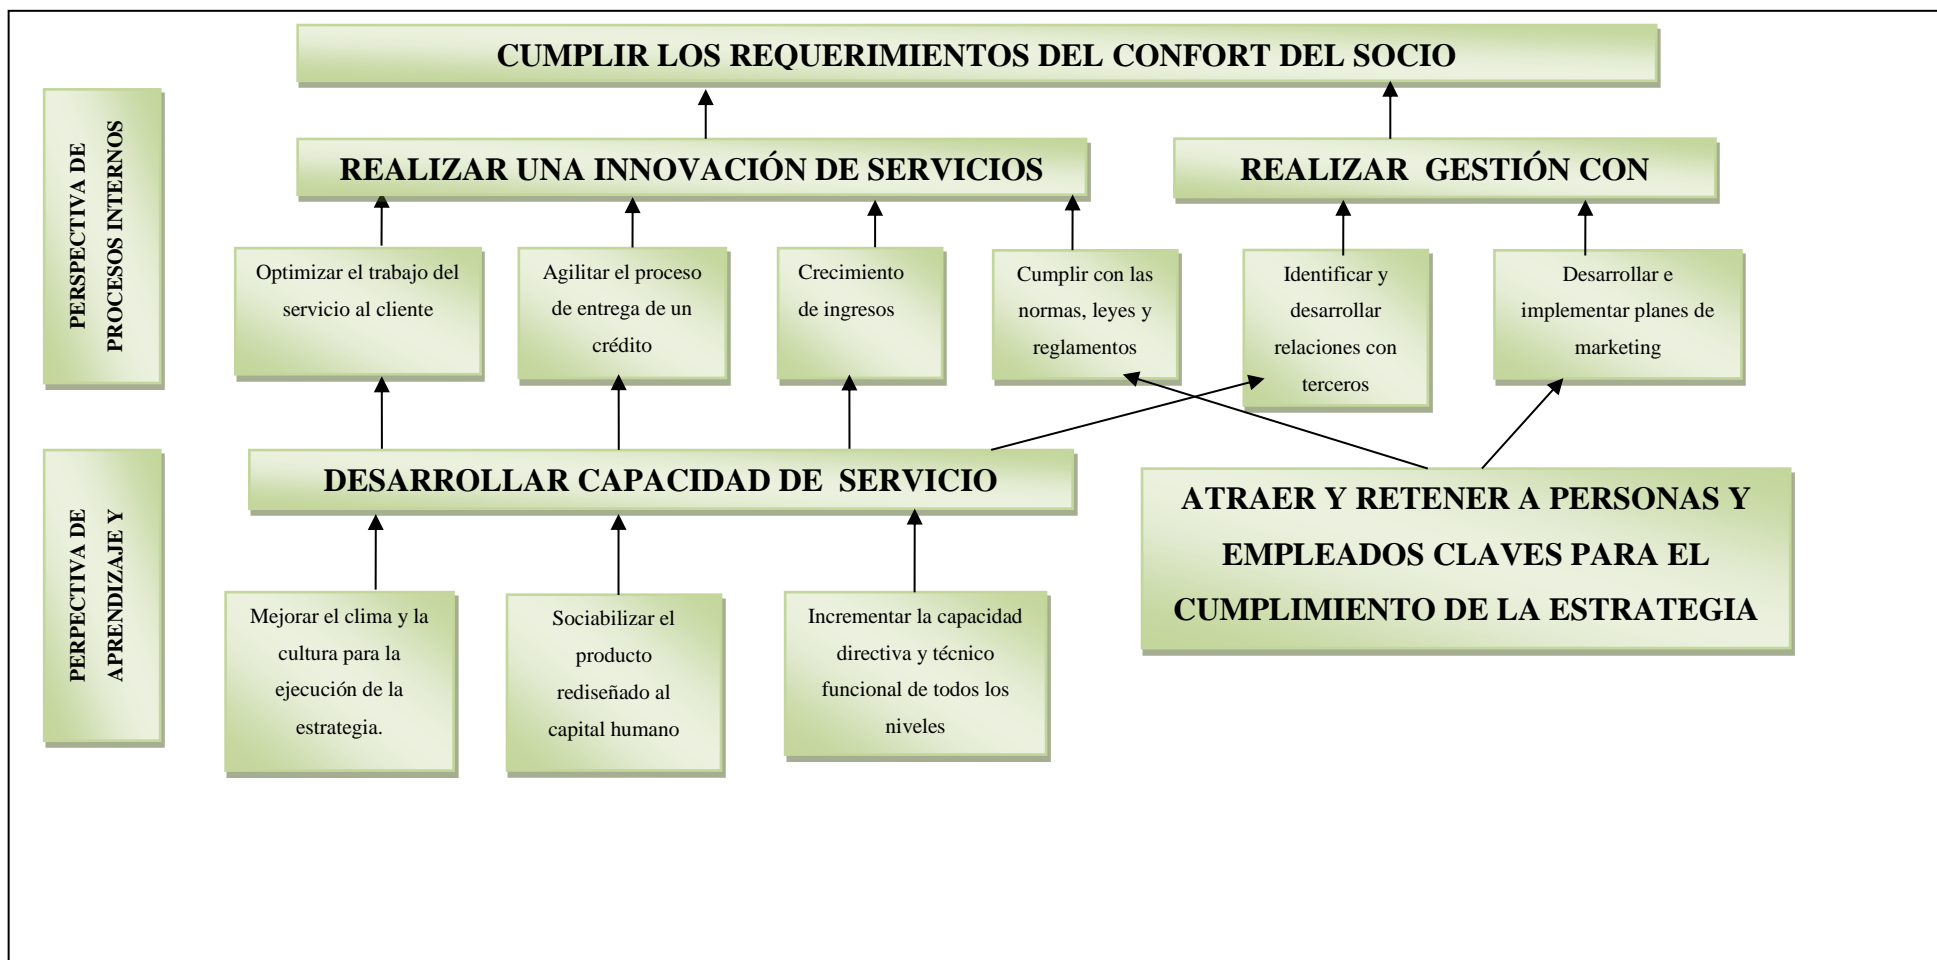 CUMPLIR LOS REQUERIMIENTOS DEL CONFORT DEL SOCIO
PERSPECTIVA DE
PROCESOS INTERNOS
REALIZAR UNA INNOVACIÓN DE SERVICIOS
REALIZAR  GESTIÓN CON
Optimizar el trabajo del
servicio al cliente
Agilitar el proceso
de entrega de un
crédito
Crecimiento
de ingresos
Cumplir con las
normas, leyes y
reglamentos
Identificar y
desarrollar
relaciones con
terceros
Desarrollar e
implementar planes de
marketing
PERPECTIVA DE
APRENDIZAJE Y
DESARROLLAR CAPACIDAD DE  SERVICIO
ATRAER Y RETENER A PERSONAS Y
EMPLEADOS CLAVES PARA EL
CUMPLIMIENTO DE LA ESTRATEGIA
Mejorar el clima y la
cultura para la
ejecución de la
estrategia.
Sociabilizar el
producto
rediseñado al
capital humano
Incrementar la capacidad
directiva y técnico
funcional de todos los
niveles